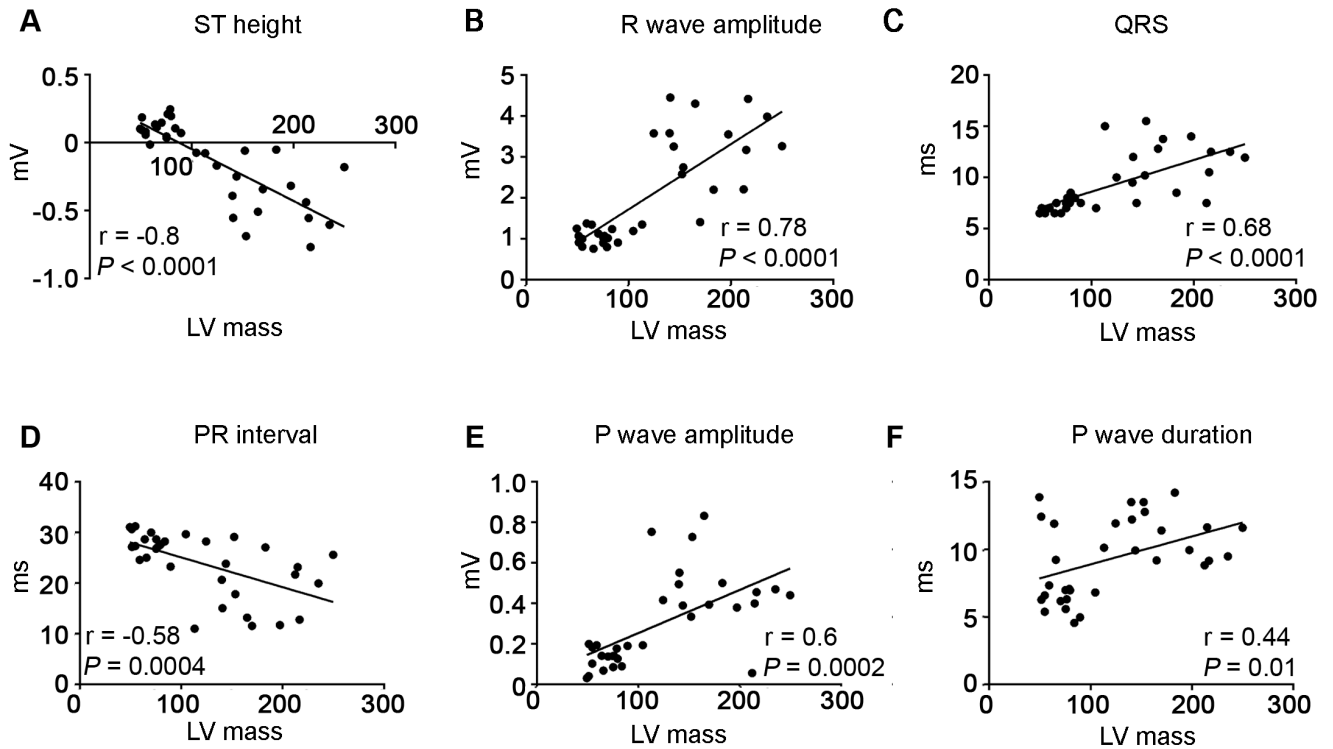 A
ST height
0.5
0
-0.5
-1.0
mV
100
200
300
r = -0.8
P < 0.0001
LV mass
B
R wave amplitude
5
4
3
2
1
0
mV
r = 0.78
P < 0.0001
0
100
200
300
LV mass
C
QRS
20
15
10
5
0
ms
r = 0.68
P < 0.0001
0
100
200
300
LV mass
D
PR interval
40
30
20
10
0
ms
r = -0.58
P = 0.0004
0
100
200
300
LV mass
E
P wave amplitude
1.0
0.8
0.6
0.4
0.2
0
mV
r = 0.6
P = 0.0002
0
100
200
300
LV mass
F
P wave duration
15
10
5
0
ms
r = 0.44
P = 0.01
0
100
200
300
LV mass